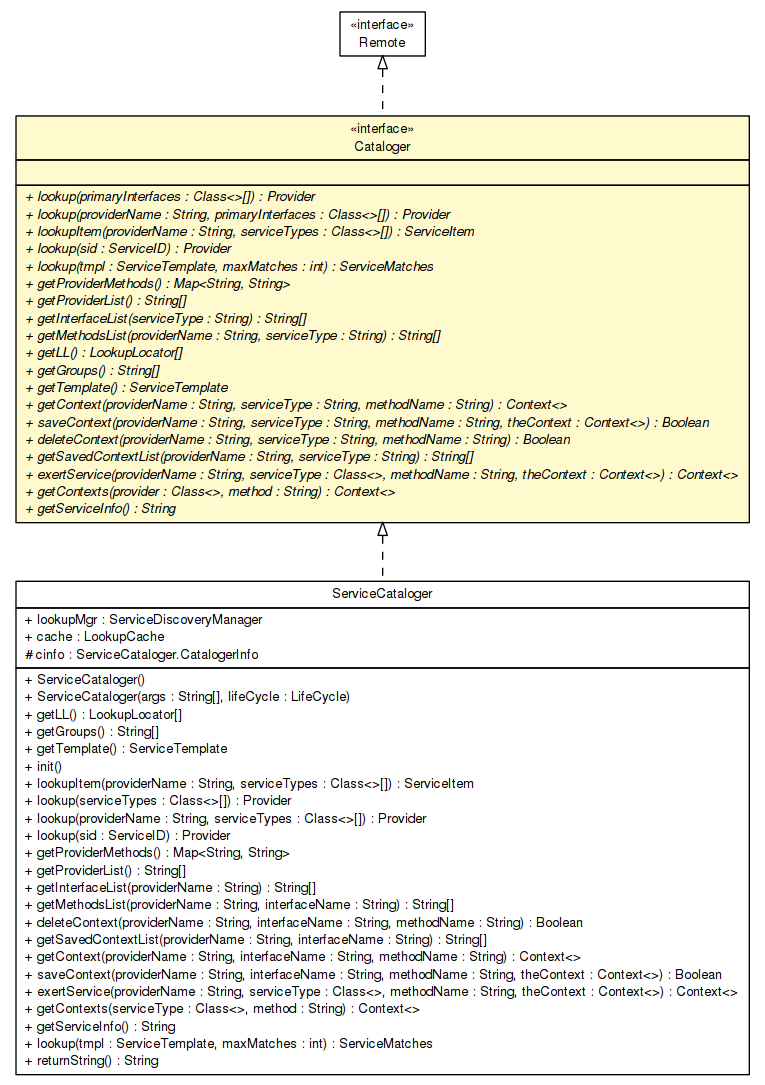 «interface»
Remote
«interface»
Cataloger
+ lookup(primaryInterfaces : Class<>[]) : Provider
+ lookup(providerName : String, primaryInterfaces : Class<>[]) : Provider
+ lookupItem(providerName : String, serviceTypes : Class<>[]) : ServiceItem
+ lookup(sid : ServiceID) : Provider
+ lookup(tmpl : ServiceTemplate, maxMatches : int) : ServiceMatches
+ getProviderMethods() : Map<String, String>
+ getProviderList() : String[]
+ getInterfaceList(serviceType : String) : String[]
+ getMethodsList(providerName : String, serviceType : String) : String[]
+ getLL() : LookupLocator[]
+ getGroups() : String[]
+ getTemplate() : ServiceTemplate
+ getContext(providerName : String, serviceType : String, methodName : String) : Context<>
+ saveContext(providerName : String, serviceType : String, methodName : String, theContext : Context<>) : Boolean
+ deleteContext(providerName : String, serviceType : String, methodName : String) : Boolean
+ getSavedContextList(providerName : String, serviceType : String) : String[]
+ exertService(providerName : String, serviceType : Class<>, methodName : String, theContext : Context<>) : Context<>
+ getContexts(provider : Class<>, method : String) : Context<>
+ getServiceInfo() : String
ServiceCataloger
+ lookupMgr : ServiceDiscoveryManager
+ cache : LookupCache
# cinfo : ServiceCataloger.CatalogerInfo
+ ServiceCataloger()
+ ServiceCataloger(args : String[], lifeCycle : LifeCycle)
+ getLL() : LookupLocator[]
+ getGroups() : String[]
+ getTemplate() : ServiceTemplate
+ init()
+ lookupItem(providerName : String, serviceTypes : Class<>[]) : ServiceItem
+ lookup(serviceTypes : Class<>[]) : Provider
+ lookup(providerName : String, serviceTypes : Class<>[]) : Provider
+ lookup(sid : ServiceID) : Provider
+ getProviderMethods() : Map<String, String>
+ getProviderList() : String[]
+ getInterfaceList(providerName : String) : String[]
+ getMethodsList(providerName : String, interfaceName : String) : String[]
+ deleteContext(providerName : String, interfaceName : String, methodName : String) : Boolean
+ getSavedContextList(providerName : String, interfaceName : String) : String[]
+ getContext(providerName : String, interfaceName : String, methodName : String) : Context<>
+ saveContext(providerName : String, interfaceName : String, methodName : String, theContext : Context<>) : Boolean
+ exertService(providerName : String, serviceType : Class<>, methodName : String, theContext : Context<>) : Context<>
+ getContexts(serviceType : Class<>, method : String) : Context<>
+ getServiceInfo() : String
+ lookup(tmpl : ServiceTemplate, maxMatches : int) : ServiceMatches
+ returnString() : String